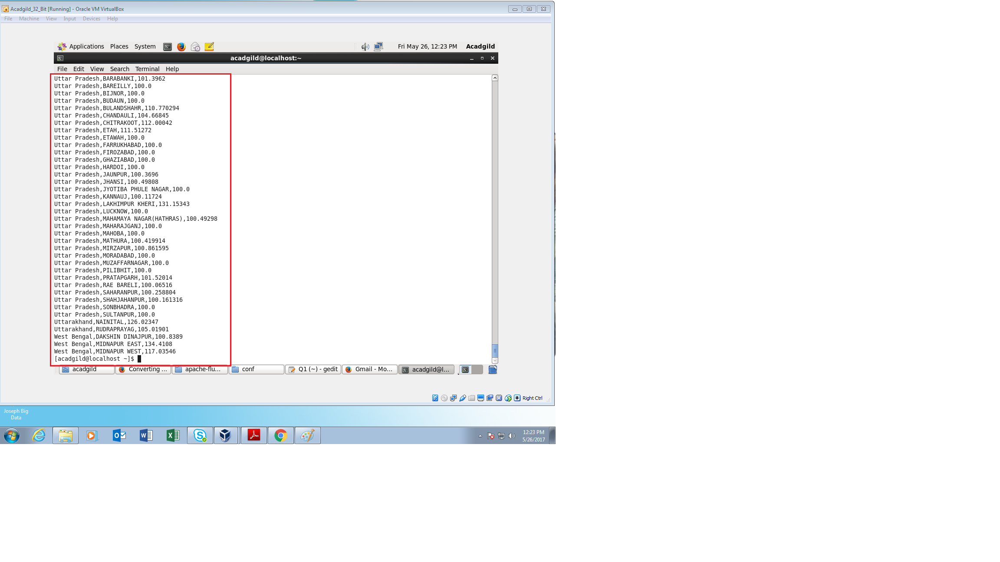 Acadgild_32_Bit [Running] - Oracle VM VirtualBox
File Machine View Input Devices Help
Applications Places System Fri May 26, 12:23 PM Acadgild
acadgild@localhost:~
File Edit View Search Terminal Help
Uttar Pradesh,BARABANKI,101.3962
Uttar Pradesh,BAREILLY,100.0
Uttar Pradesh,BIJNOR,100.0
Uttar Pradesh,BUDAUN,100.0
Uttar Pradesh,BULANDSHAHR,110.770294
Uttar Pradesh,CHANDAULI,104.66845
Uttar Pradesh,CHITRAKOOT,112.00042
Uttar Pradesh,ETAH,111.51272
Uttar Pradesh,ETAWAH,100.0
Uttar Pradesh,FARRUKHABAD,100.0
Uttar Pradesh,FIROZABAD,100.0
Uttar Pradesh,GHAZIABAD,100.0
Uttar Pradesh,HARDOI,100.0
Uttar Pradesh,JAUNPUR,100.3696
Uttar Pradesh,JHANSI,100.49808
Uttar Pradesh,JYOTIBA PHULE NAGAR,100.0
Uttar Pradesh,KANNAUJ,100.11724
Uttar Pradesh,LAKHIMPUR KHERI,131.15343
Uttar Pradesh,LUCKNOW,100.0
Uttar Pradesh,MAHAMAYA NAGAR(HATHRAS),100.49298
Uttar Pradesh,MAHARAJGANJ,100.0
Uttar Pradesh,MAHOBA,100.0
Uttar Pradesh,MATHURA,100.419914
Uttar Pradesh,MIRZAPUR,100.861595
Uttar Pradesh,MORADABAD,100.0
Uttar Pradesh,MUZAFFARNAGAR,100.0
Uttar Pradesh,PILIBHIT,100.0
Uttar Pradesh,PRATAPGARH,101.52014
Uttar Pradesh,RAE BARELI,100.06516
Uttar Pradesh,SAHARANPUR,100.258804
Uttar Pradesh,SHAHJAHANPUR,100.161316
Uttar Pradesh,SONBHADRA,100.0
Uttar Pradesh,SULTANPUR,100.0
Uttarakhand,NAINITAL,126.02347
Uttarakhand,RUDRAPRAYAG,105.01901
West Bengal,DAKSHIN DINAJPUR,100.8389
West Bengal,MIDNAPUR EAST,134.4108
West Bengal,MIDNAPUR WEST,117.03546
[acadgild@localhost ~]$
acadgild Converting ... apache-flu... conf Q1 (~) - gedit Gmail - Mo... acadgild@l...
Right Ctrl
Joseph Big
Data
12:23 PM
5/26/2017